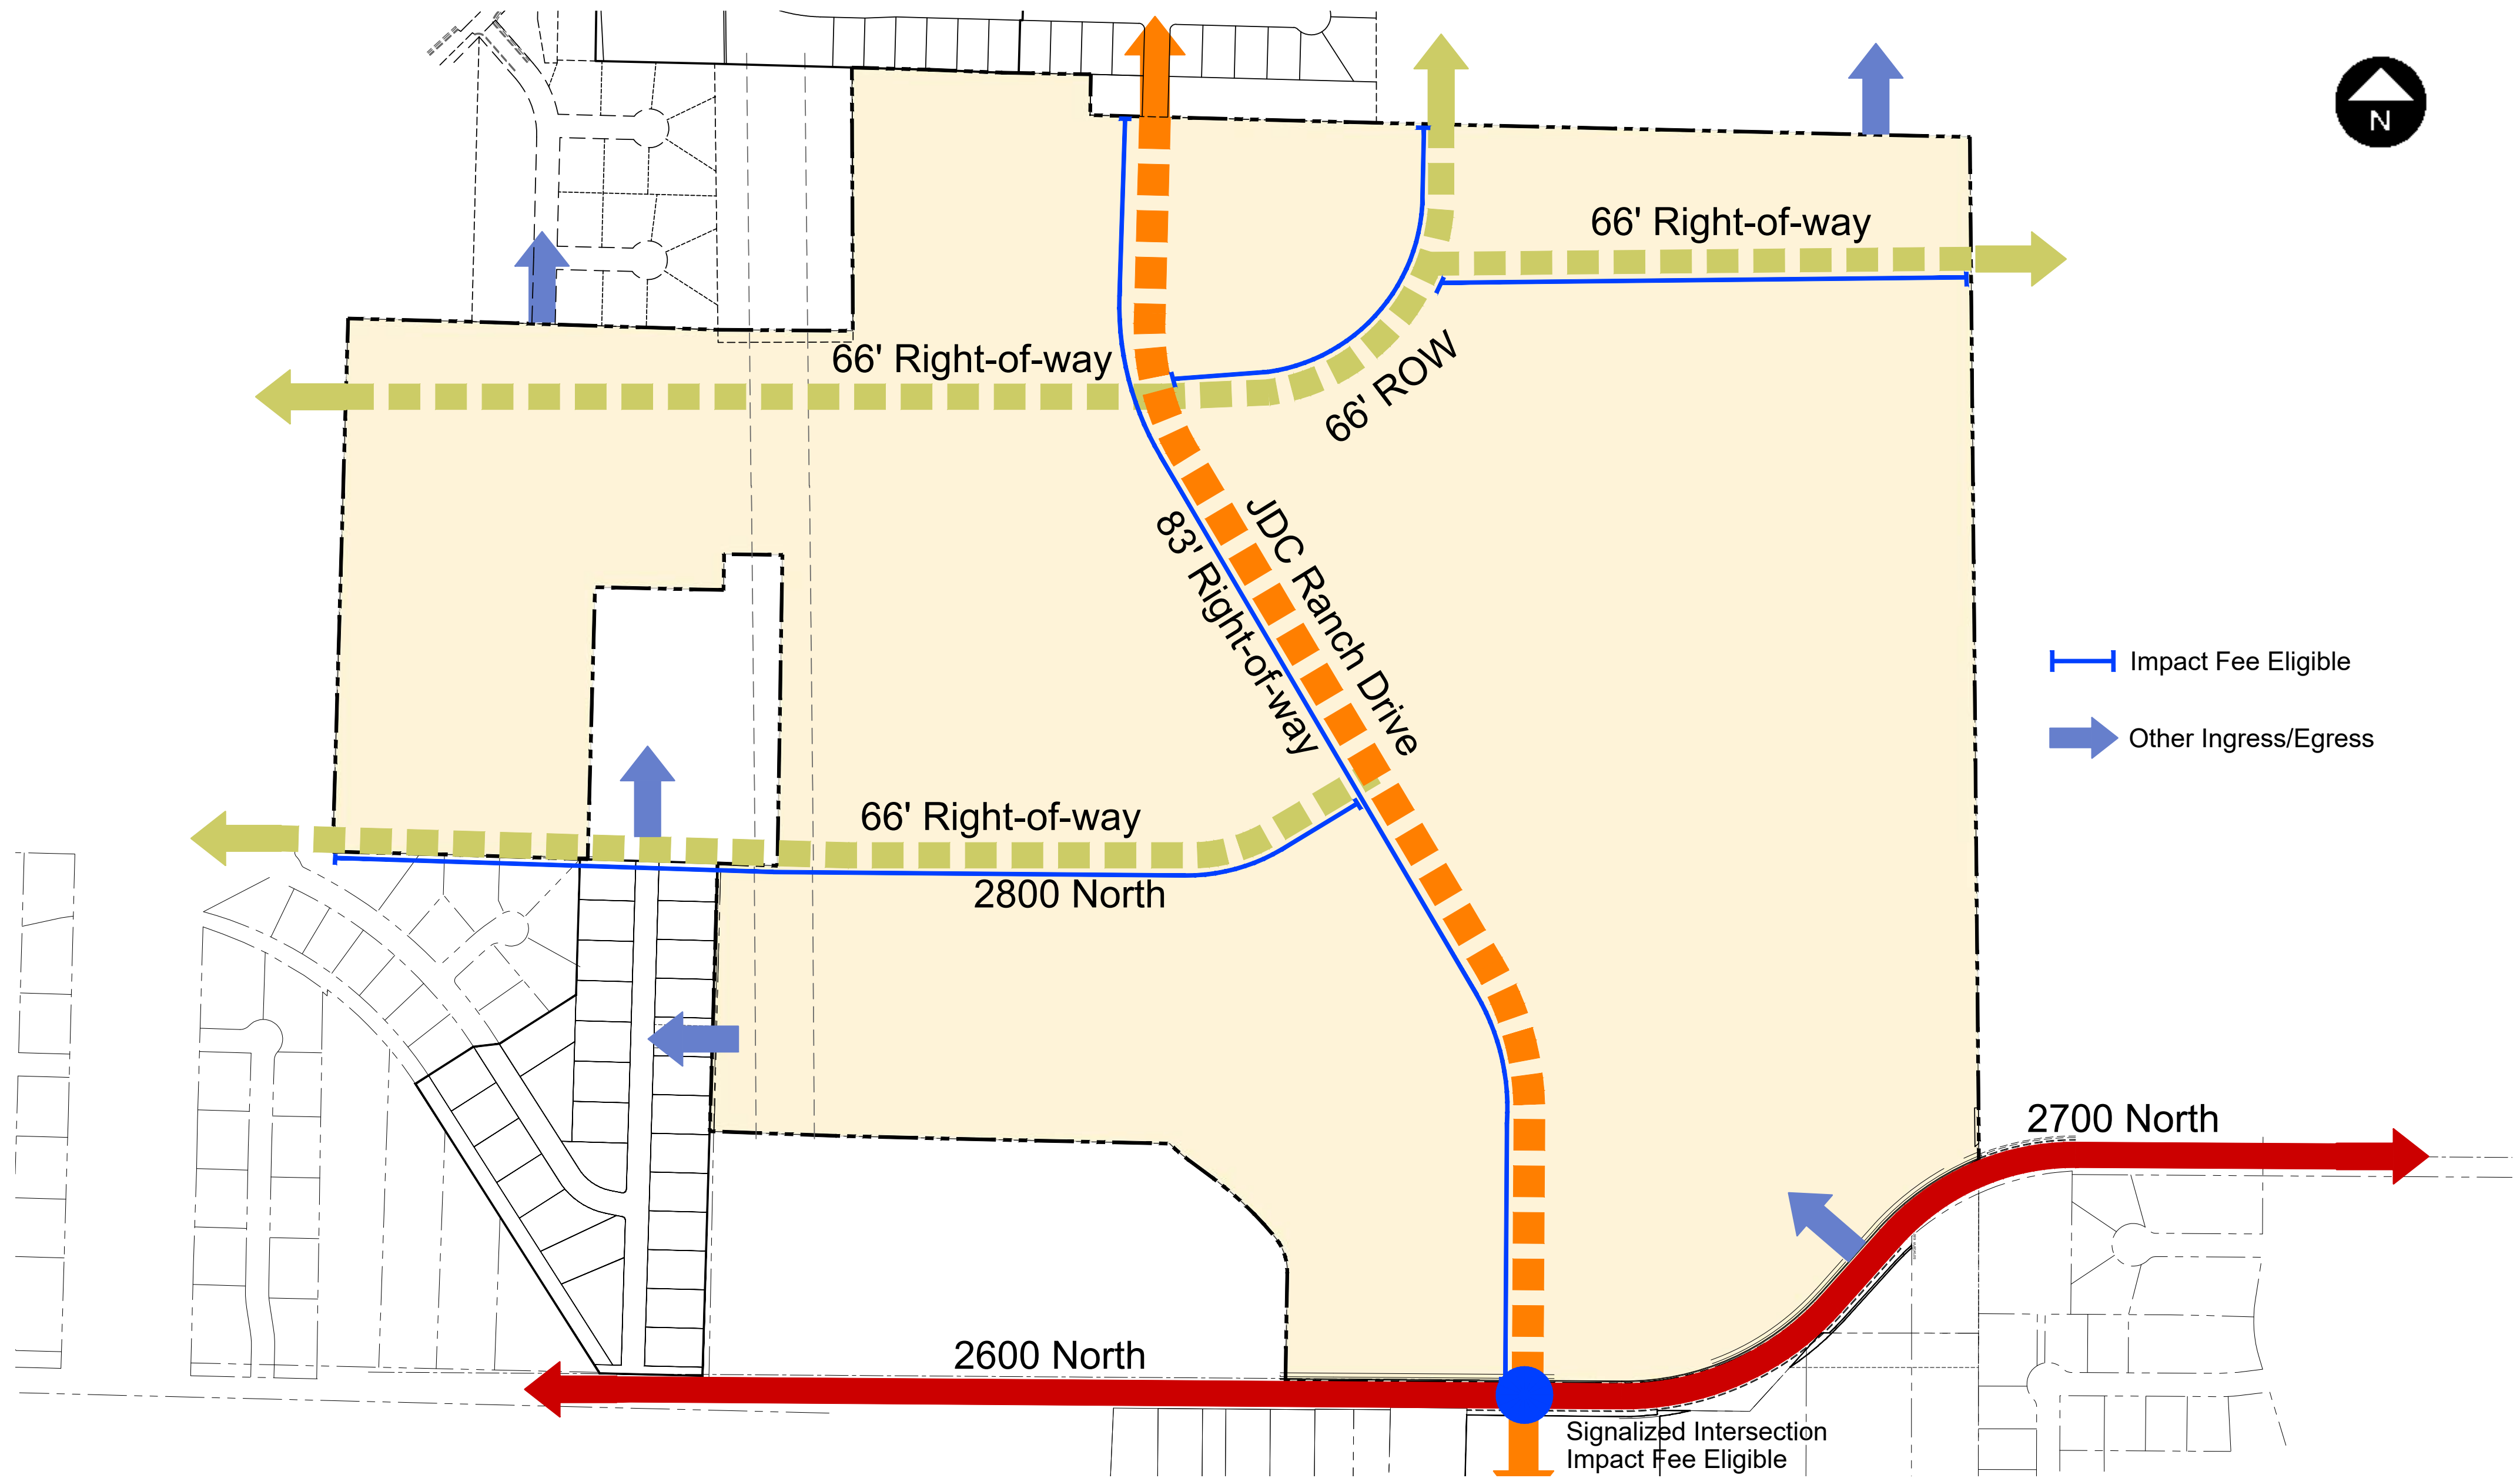 N
66' Right-of-way
66' Right-of-way
66' ROW
JDC Ranch Drive
83' Right-of-way
Impact Fee Eligible
Other Ingress/Egress
66' Right-of-way
2800 North
2700 North
2600 North
Signalized Intersection
Impact Fee Eligible